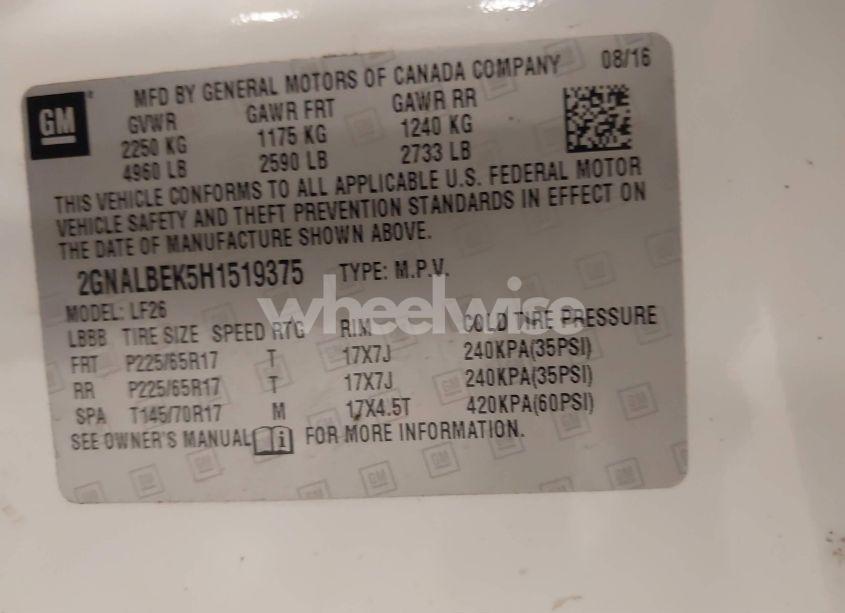 GM
MFD BY GENERAL MOTORS OF CANADA COMPANY 08/16
GVWR GAWR FRT GAWR RR
2250 KG 1175 KG 1240 KG
4960 LB 2590 LB 2733 LB
THIS VEHICLE CONFORMS TO ALL APPLICABLE U.S. FEDERAL MOTOR
VEHICLE SAFETY AND THEFT PREVENTION STANDARDS IN EFFECT ON
THE DATE OF MANUFACTURE SHOWN ABOVE.
2GNALBEK5H1519375 TYPE: M.P.V.
wheelwise
MODEL: LF26
LBBB TIRE SIZE SPEED RTG RIM COLD TIRE PRESSURE
FRT P225/65R17 T 17X7J 240KPA(35PSI)
RR P225/65R17 T 17X7J 240KPA(35PSI)
SPA T145/70R17 M 17X4.5T 420KPA(60PSI)
SEE OWNER'S MANUAL FOR MORE INFORMATION.